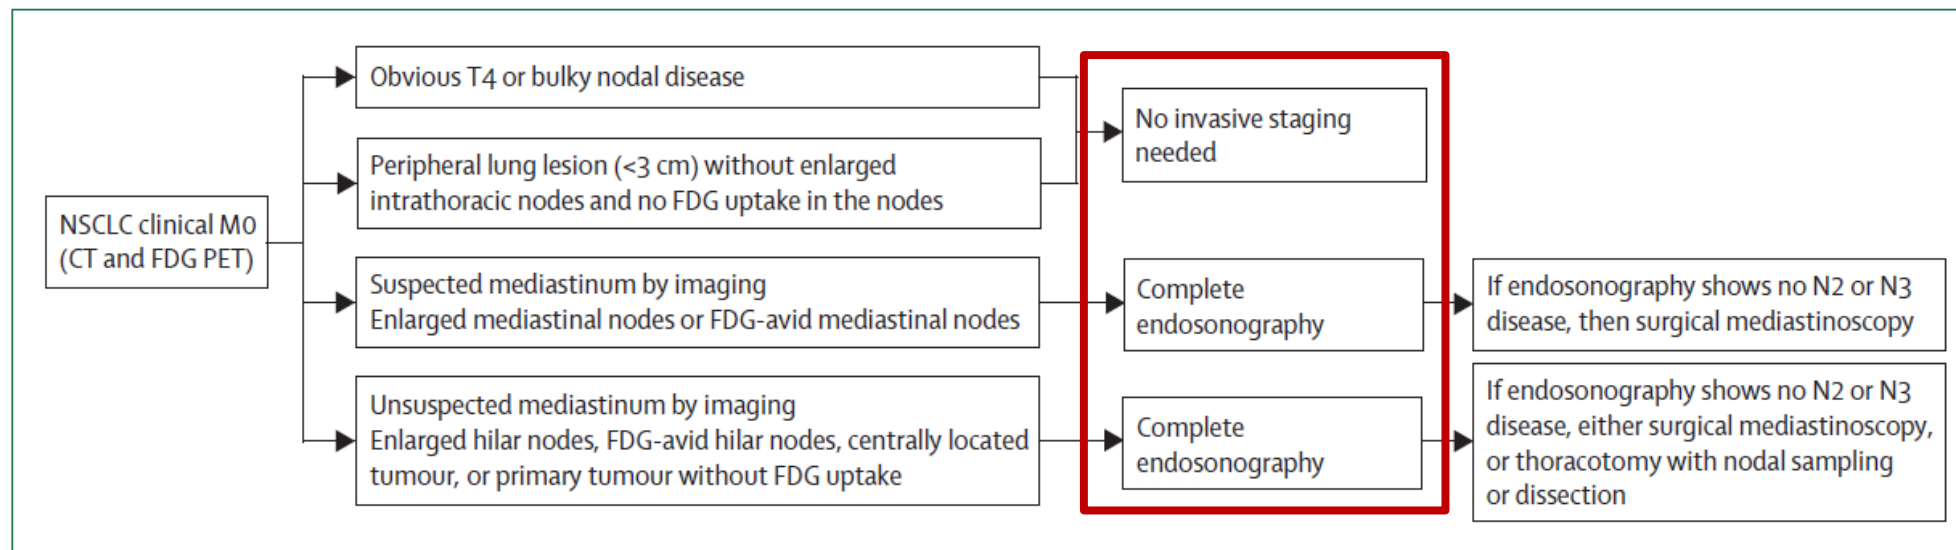 NSCLC clinical M0
(CT and FDG PET)
Obvious T4 or bulky nodal disease
Peripheral lung lesion (<3 cm) without enlarged
intrathoracic nodes and no FDG uptake in the nodes
Suspected mediastinum by imaging
Enlarged mediastinal nodes or FDG-avid mediastinal nodes
Unsuspected mediastinum by imaging
Enlarged hilar nodes, FDG-avid hilar nodes, centrally located
tumour, or primary tumour without FDG uptake
No invasive staging
needed
Complete
endosonography
Complete
endosonography
If endosonography shows no N2 or N3
disease, then surgical mediastinoscopy
If endosonography shows no N2 or N3
disease, either surgical mediastinoscopy,
or thoracotomy with nodal sampling
or dissection